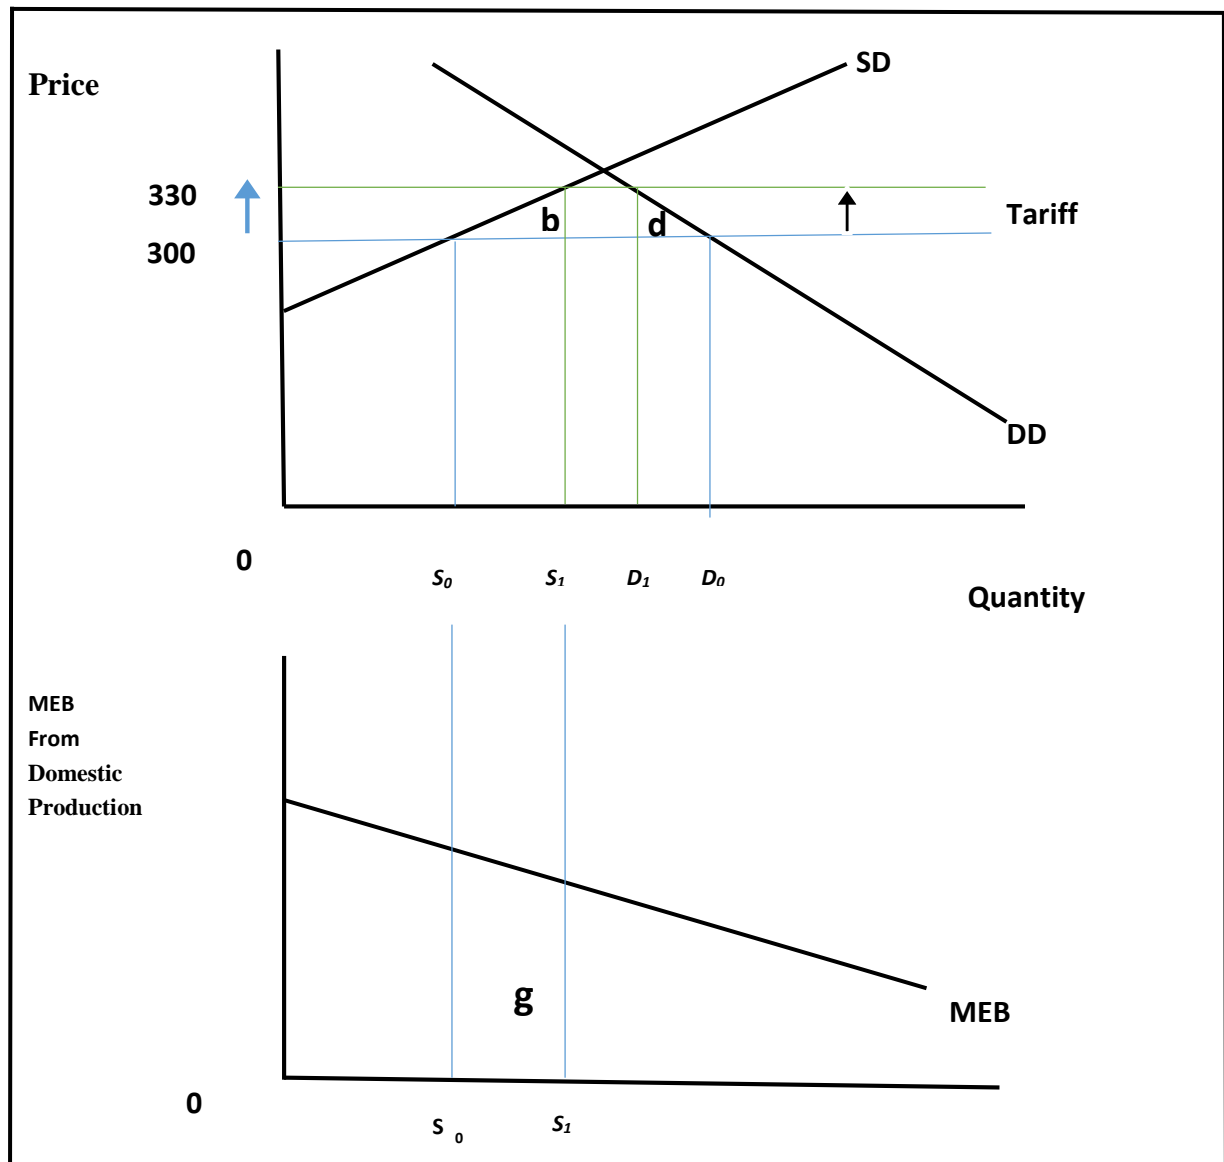 SD
Price
330
b
d
Tariff
300
DD
0
S₀
S₁
D₁
D₀
Quantity
MEB
From
Domestic
Production
g
MEB
0
S ₀
S₁